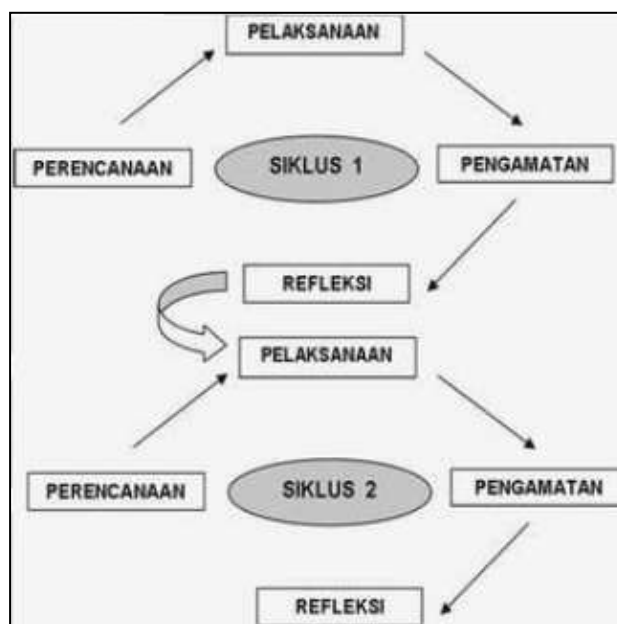 PELAKSANAAN
PERENCANAAN
SIKLUS 1
PENGAMATAN
REFLEKSI
PELAKSANAAN
PERENCANAAN
SIKLUS 2
PENGAMATAN
REFLEKSI